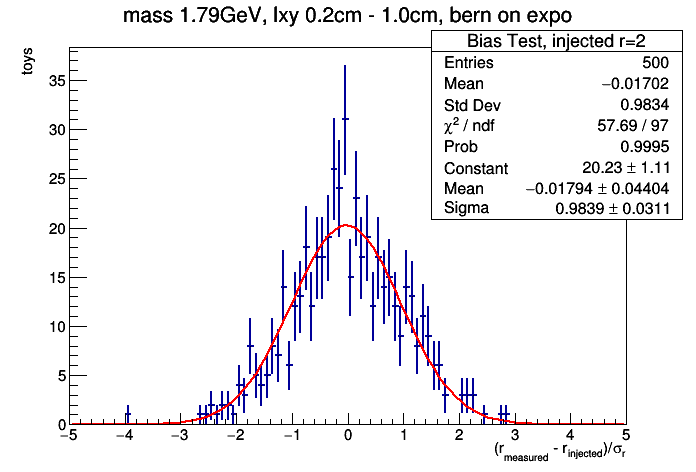 mass 1.79GeV, lxy 0.2cm - 1.0cm, bern on expo
Bias Test, injected r=2
Entries 500
Mean −0.01702
Std Dev 0.9834
χ² / ndf 57.69 / 97
Prob 0.9995
Constant 20.23 ± 1.11
Mean −0.01794 ± 0.04404
Sigma 0.9839 ± 0.0311
toys
35
30
25
20
15
10
5
0
−5 −4 −3 −2 −1 0 1 2 3 4 5
(r_measured - r_injected)/σ_r